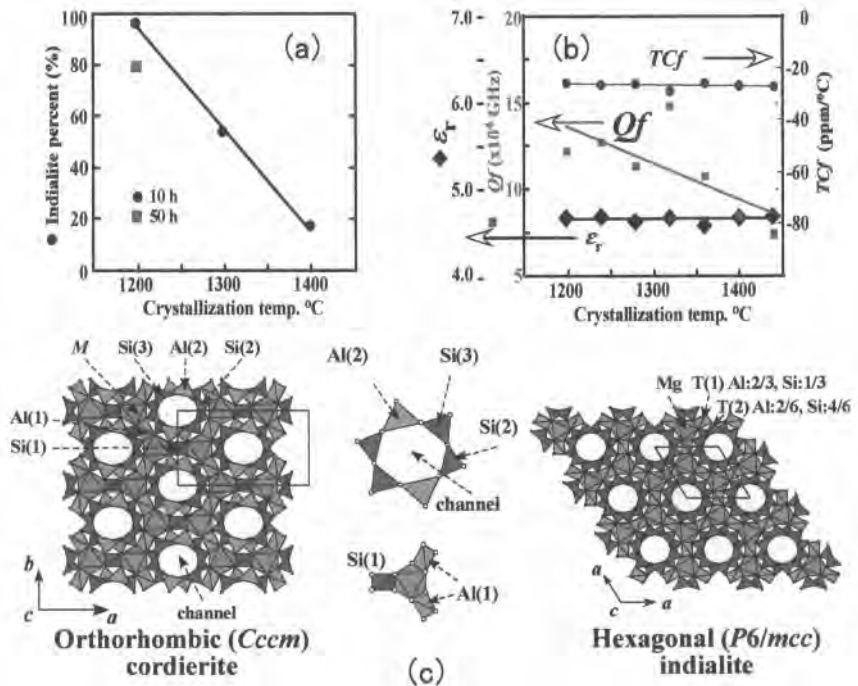 (a)
Indialite percent (%)
100
80
60
40
20
0
10 h
50 h
1200
1300
1400
Crystallization temp. ⁰C
(b)
7.0
6.0
5.0
4.0
εr
20
15
10
5
Qf (x10⁴ GHz)
TCf
Qf
εr
0
-20
-40
-60
-80
TCf (ppm/°C)
1200
1300
1400
Crystallization temp. ⁰C
M
Si(3)
Al(2)
Si(2)
Al(1)
Si(1)
b
c
a
channel
Orthorhombic (Cccm)
cordierite
Al(2)
Si(3)
Si(2)
channel
Si(1)
Al(1)
(c)
Mg
T(1) Al:2/3, Si:1/3
T(2) Al:2/6, Si:4/6
a
c
a
Hexagonal (P6/mcc)
indialite